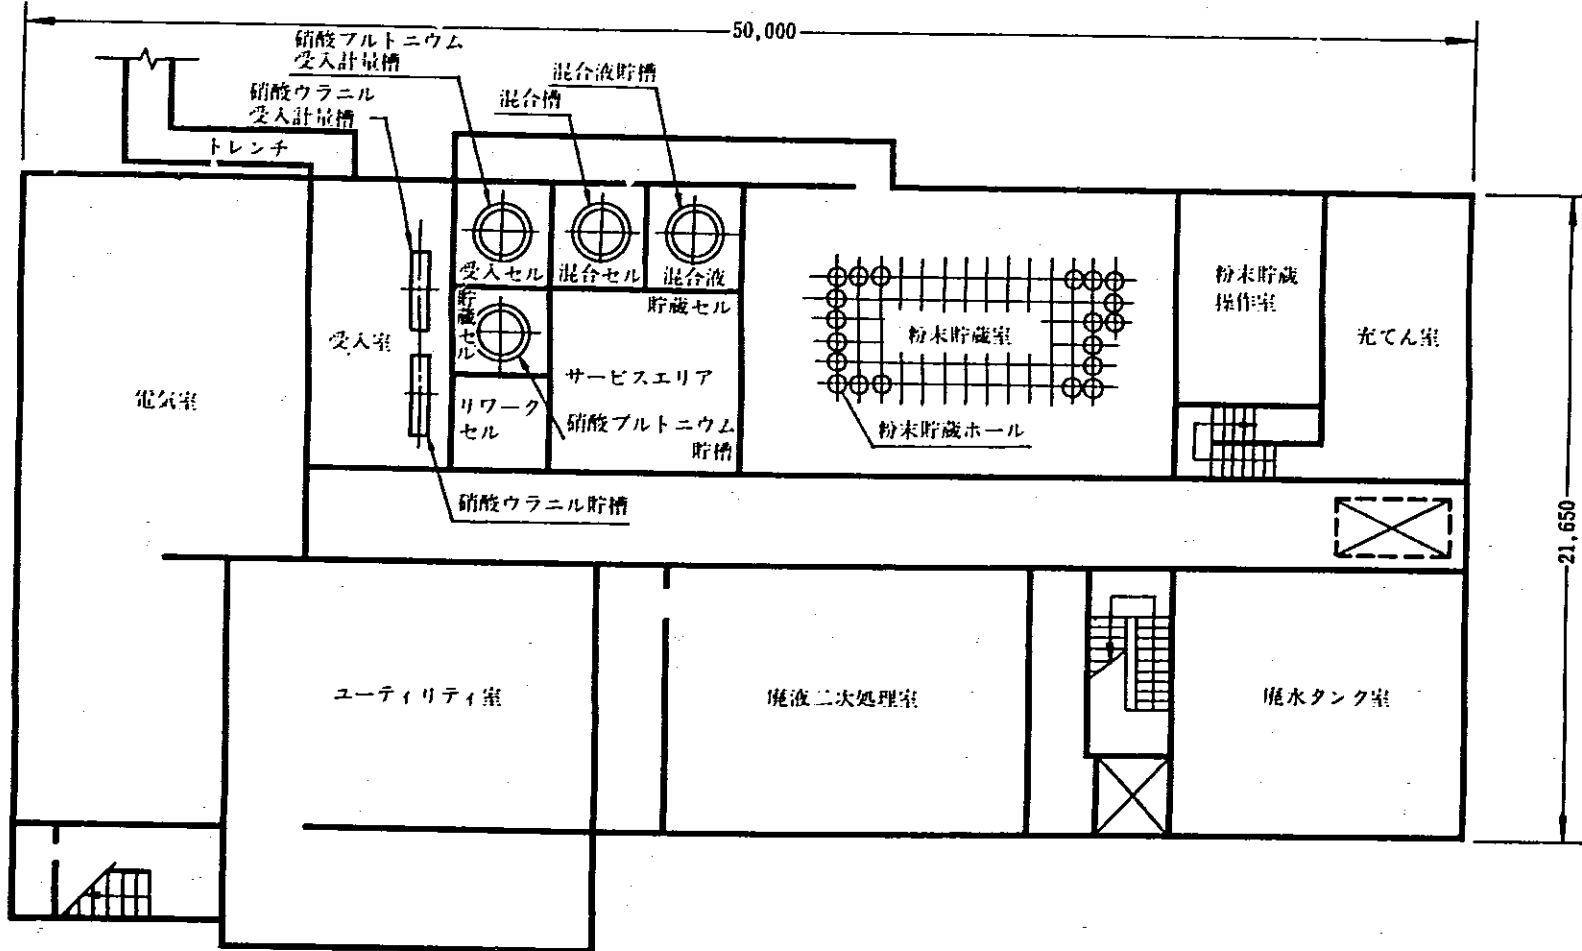 50,000
硝酸プルトニウム
受入計量槽
混合液貯槽
硝酸ウラニル
受入計量槽
混合槽
トレンチ
受入セル
混合セル
混合液
貯蔵セル
貯蔵セル
粉末貯蔵
操作室
受入室
粉末貯蔵室
充てん室
サービスエリア
電気室
リワーク
セル
硝酸プルトニウム
貯槽
粉末貯蔵ホール
硝酸ウラニル貯槽
21,650
ユーティリティ室
廃液二次処理室
廃水タンク室